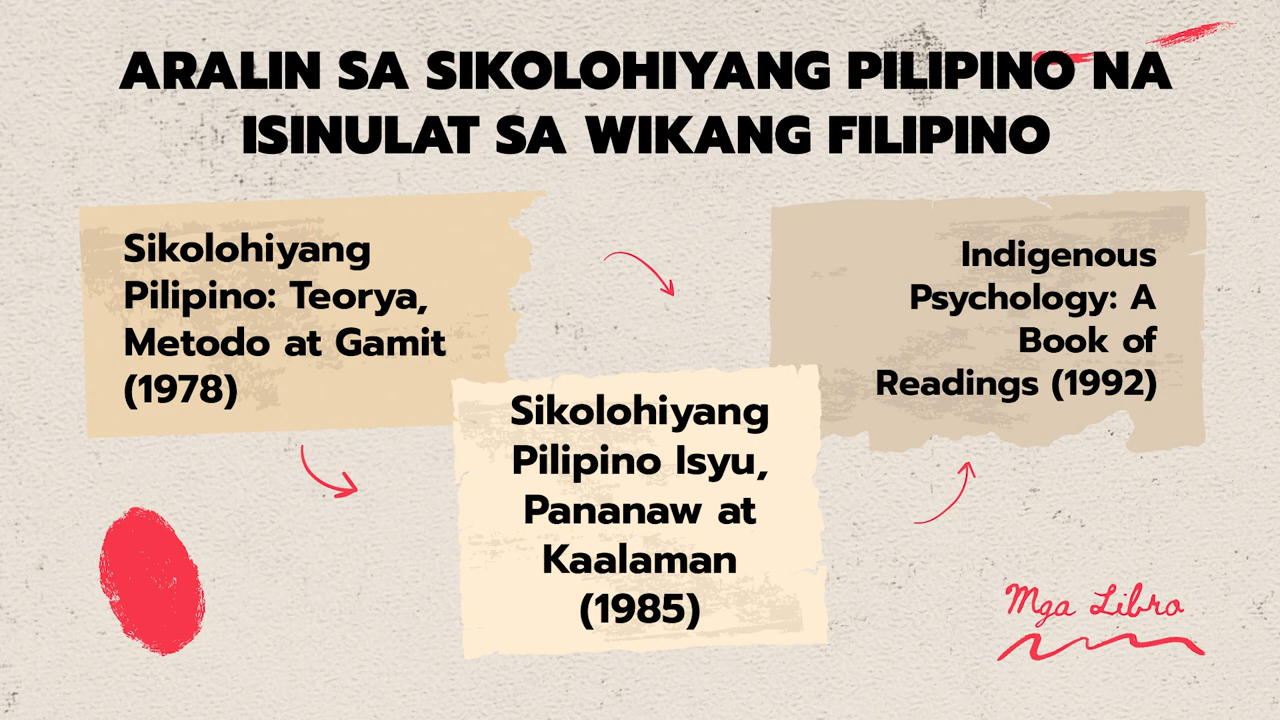 ARALIN SA SIKOLOHIYANG PILIPINO NA
ISINULAT SA WIKANG FILIPINO
Sikolohiyang
Pilipino: Teorya,
Metodo at Gamit
(1978)
Sikolohiyang
Pilipino Isyu,
Pananaw at
Kaalaman
(1985)
Indigenous
Psychology: A
Book of
Readings (1992)
Mga Libro